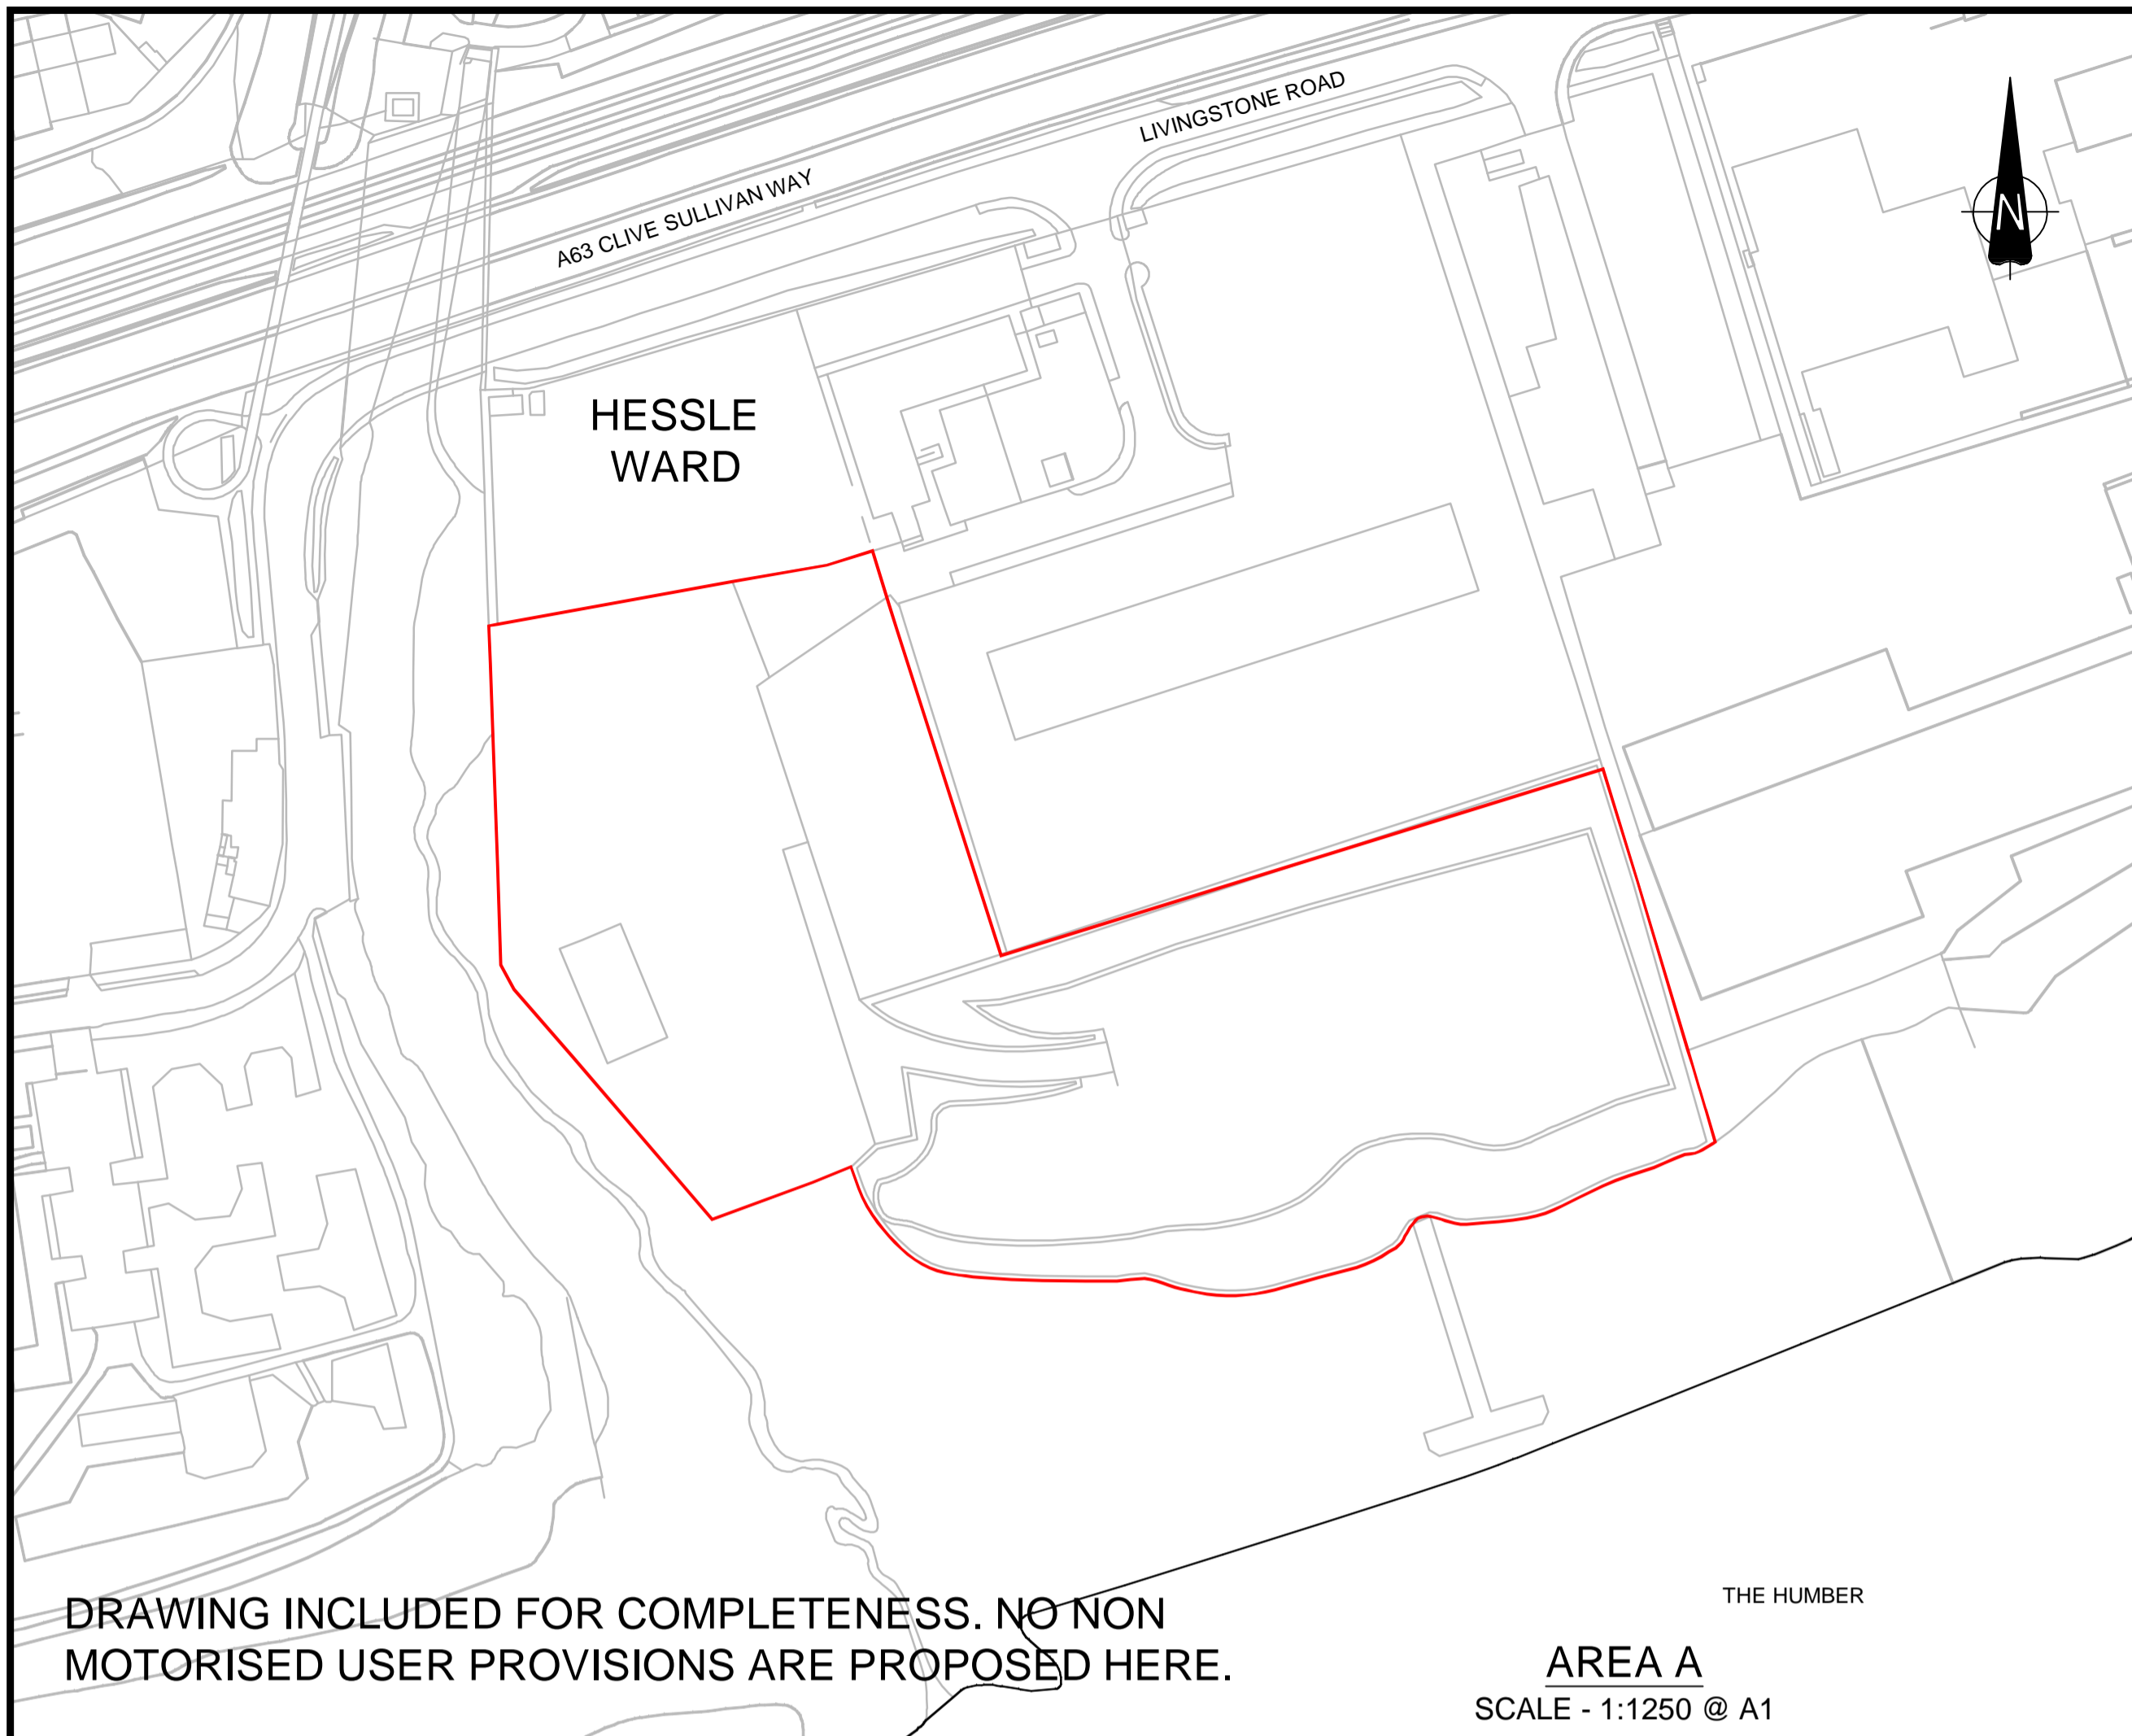 LIVINGSTONE ROAD
A63 CLIVE SULLIVAN WAY
N
HESSLE
WARD
DRAWING INCLUDED FOR COMPLETENESS. NO NON
MOTORISED USER PROVISIONS ARE PROPOSED HERE.
THE HUMBER
AREA A
SCALE - 1:1250 @ A1